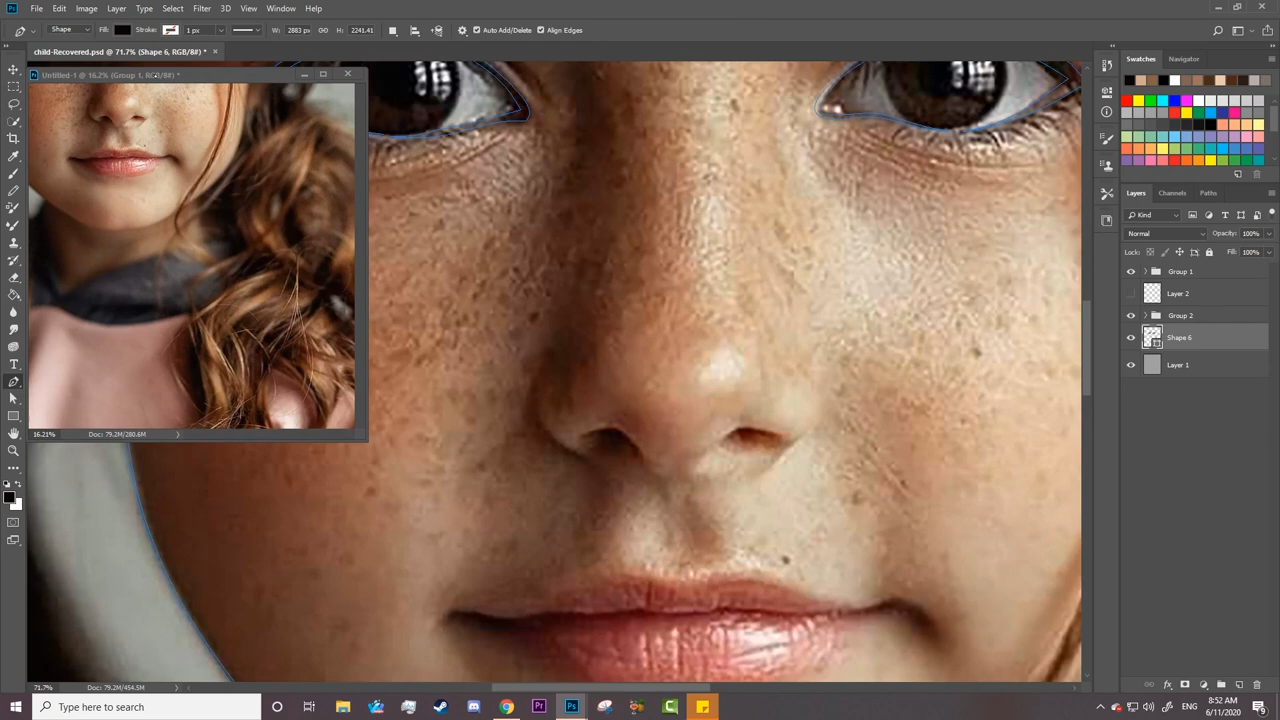 File Edit Image Layer Type Select Filter 3D View Window Help
Shape Fill: Stroke: 1 px W: 2883 px H: 2241.41 Auto Add/Delete Align Edges
child-Recovered.psd @ 71.7% (Shape 6, RGB/8#) *
Untitled-1 @ 16.2% (Group 1, RGB/8#) *
16.21% Doc: 79.2M/280.6M
Swatches Navigator
Layers Channels Paths
Kind
Normal Opacity: 100%
Lock: Fill: 100%
Group 1
Layer 2
Group 2
Shape 6
Layer 1
71.7% Doc: 79.2M/454.5M
Type here to search
ENG
8:52 AM
6/11/2020